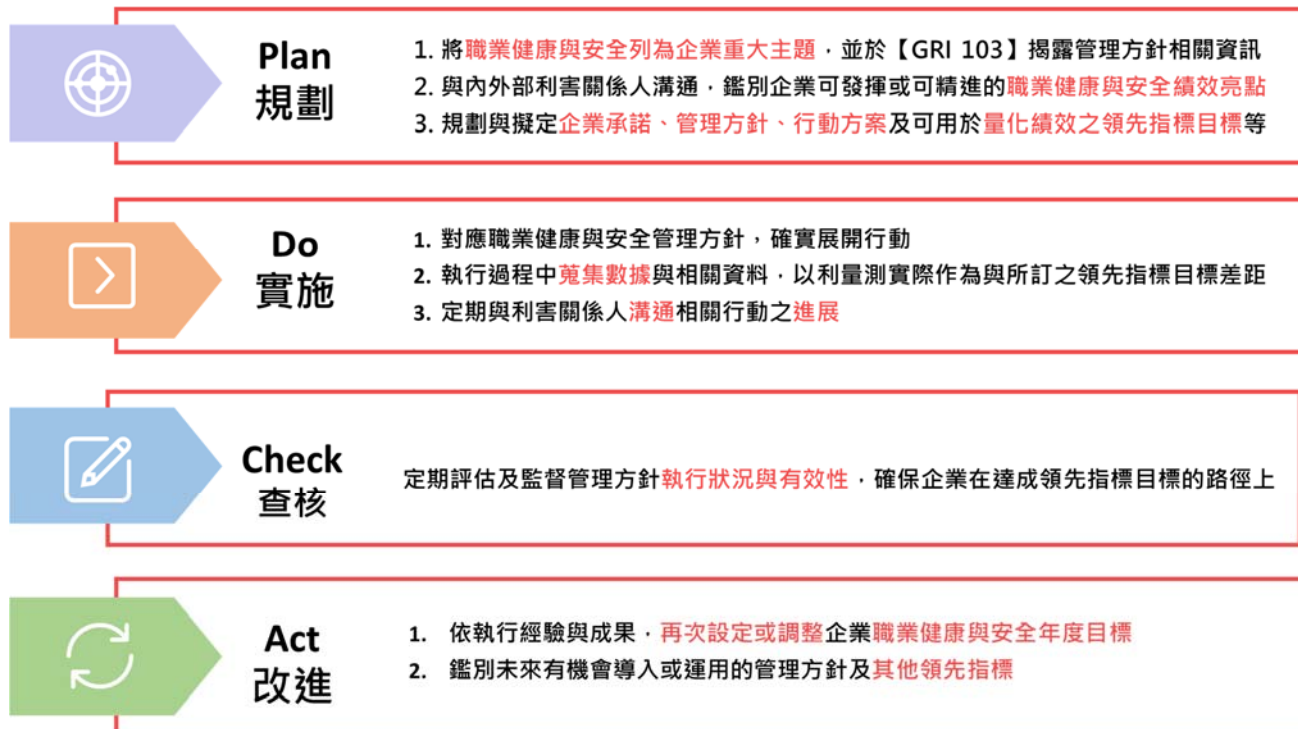 Plan
規劃
1. 將職業健康與安全列為企業重大主題，並於【GRI 103】揭露管理方針相關資訊
2. 與內外部利害關係人溝通，鑑別企業可發揮或可精進的職業健康與安全績效亮點
3. 規劃與擬定企業承諾、管理方針、行動方案及可用於量化績效之領先指標目標等
Do
實施
1. 對應職業健康與安全管理方針，確實展開行動
2. 執行過程中蒐集數據與相關資料，以利量測實際作為與所訂之領先指標目標差距
3. 定期與利害關係人溝通相關行動之進展
Check
查核
定期評估及監督管理方針執行狀況與有效性，確保企業在達成領先指標目標的路徑上
Act
改進
1. 依執行經驗與成果，再次設定或調整企業職業健康與安全年度目標
2. 鑑別未來有機會導入或運用的管理方針及其他領先指標